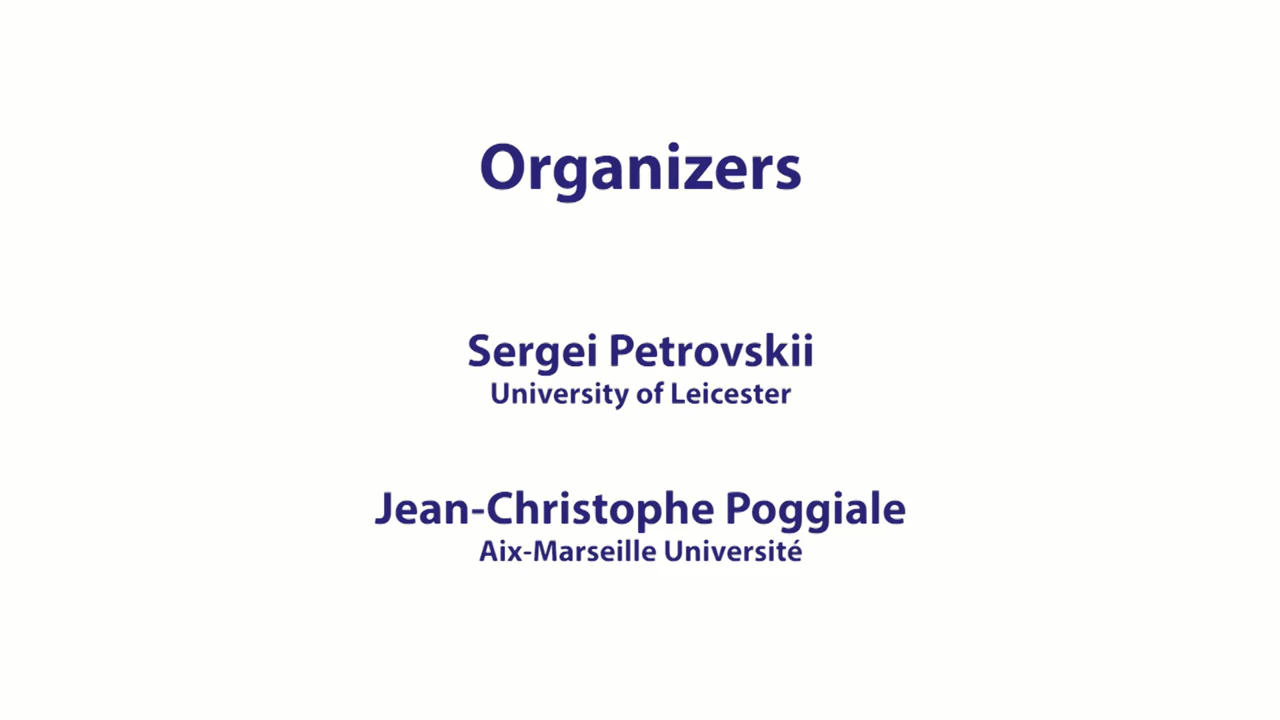 Organizers
Sergei Petrovskii
University of Leicester
Jean-Christophe Poggiale
Aix-Marseille Université